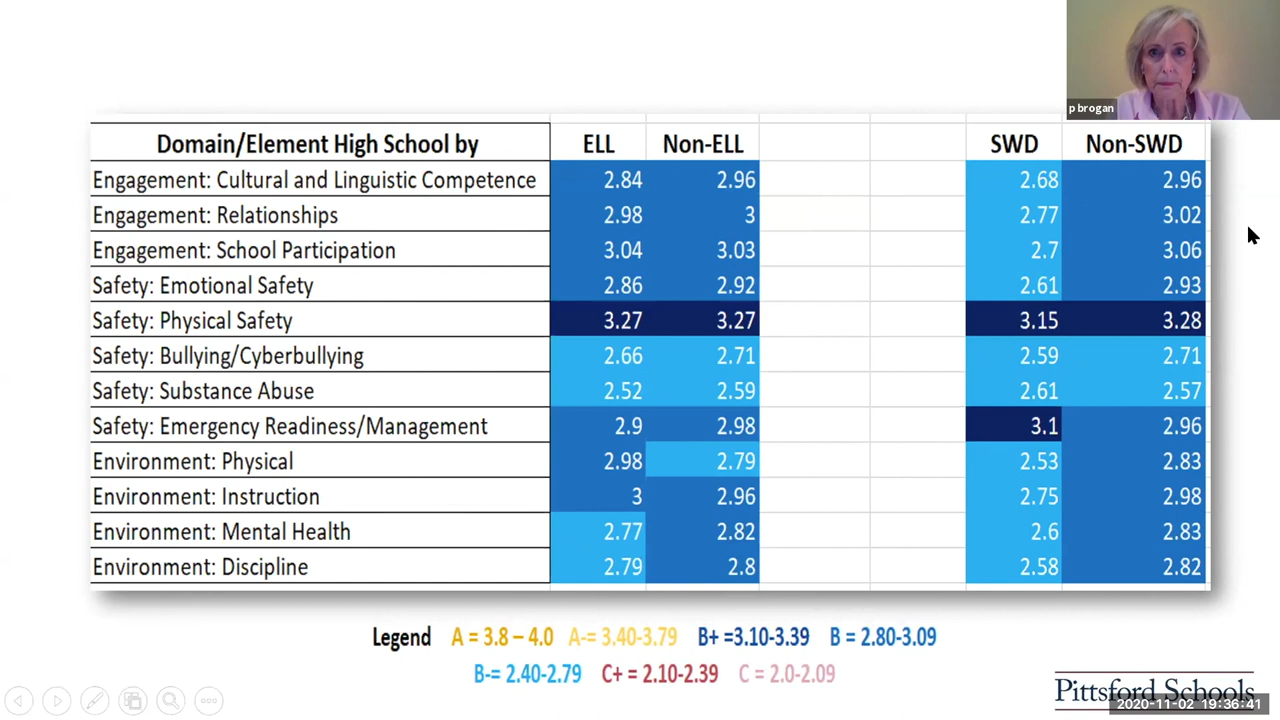 p brogan
Domain/Element High School by ELL Non-ELL SWD Non-SWD
Engagement: Cultural and Linguistic Competence 2.84 2.96 2.68 2.96
Engagement: Relationships 2.98 3 2.77 3.02
Engagement: School Participation 3.04 3.03 2.7 3.06
Safety: Emotional Safety 2.86 2.92 2.61 2.93
Safety: Physical Safety 3.27 3.27 3.15 3.28
Safety: Bullying/Cyberbullying 2.66 2.71 2.59 2.71
Safety: Substance Abuse 2.52 2.59 2.61 2.57
Safety: Emergency Readiness/Management 2.9 2.98 3.1 2.96
Environment: Physical 2.98 2.79 2.53 2.83
Environment: Instruction 3 2.96 2.75 2.98
Environment: Mental Health 2.77 2.82 2.6 2.83
Environment: Discipline 2.79 2.8 2.58 2.82
Legend A = 3.8 – 4.0 A-= 3.40-3.79 B+ =3.10-3.39 B = 2.80-3.09
B-= 2.40-2.79 C+ = 2.10-2.39 C = 2.0-2.09
Pittsford Schools
2020-11-02 19:36:41